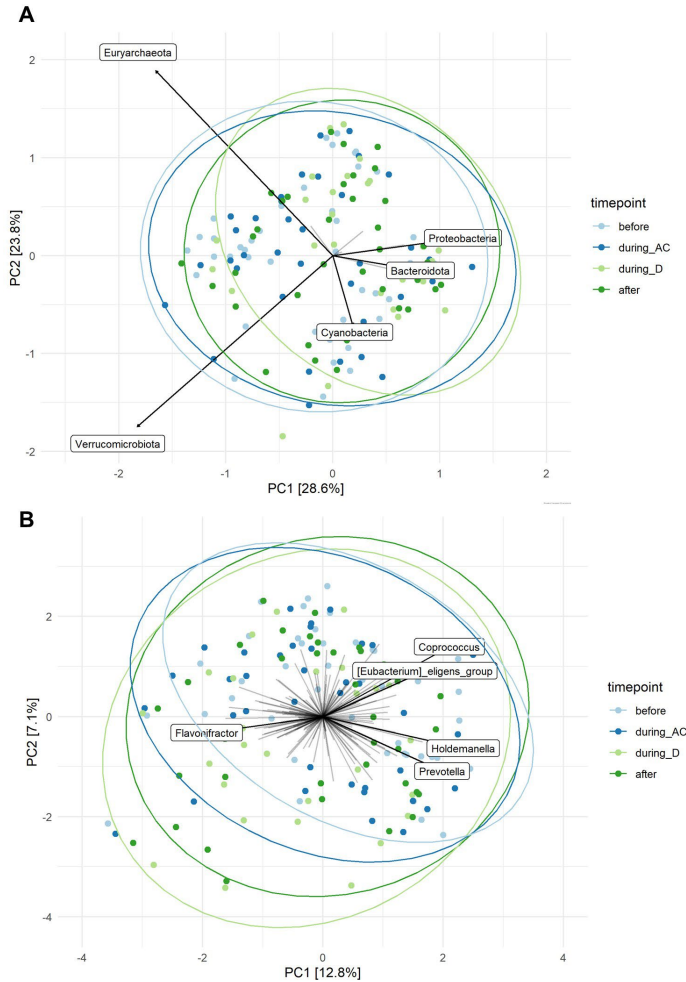 A
Euryarchaeota
Proteobacteria
Bacteroidota
Cyanobacteria
Verrucomicrobiota
2
1
0
-1
-2
PC2 [23.8%]
-2
-1
0
1
2
PC1 [28.6%]
timepoint
before
during_AC
during_D
after
B
Coprococcus
[Eubacterium]_eligens_group
Flavonifractor
Holdemanella
Prevotella
2
0
-2
-4
PC2 [7.1%]
-4
-2
0
2
4
PC1 [12.8%]
timepoint
before
during_AC
during_D
after